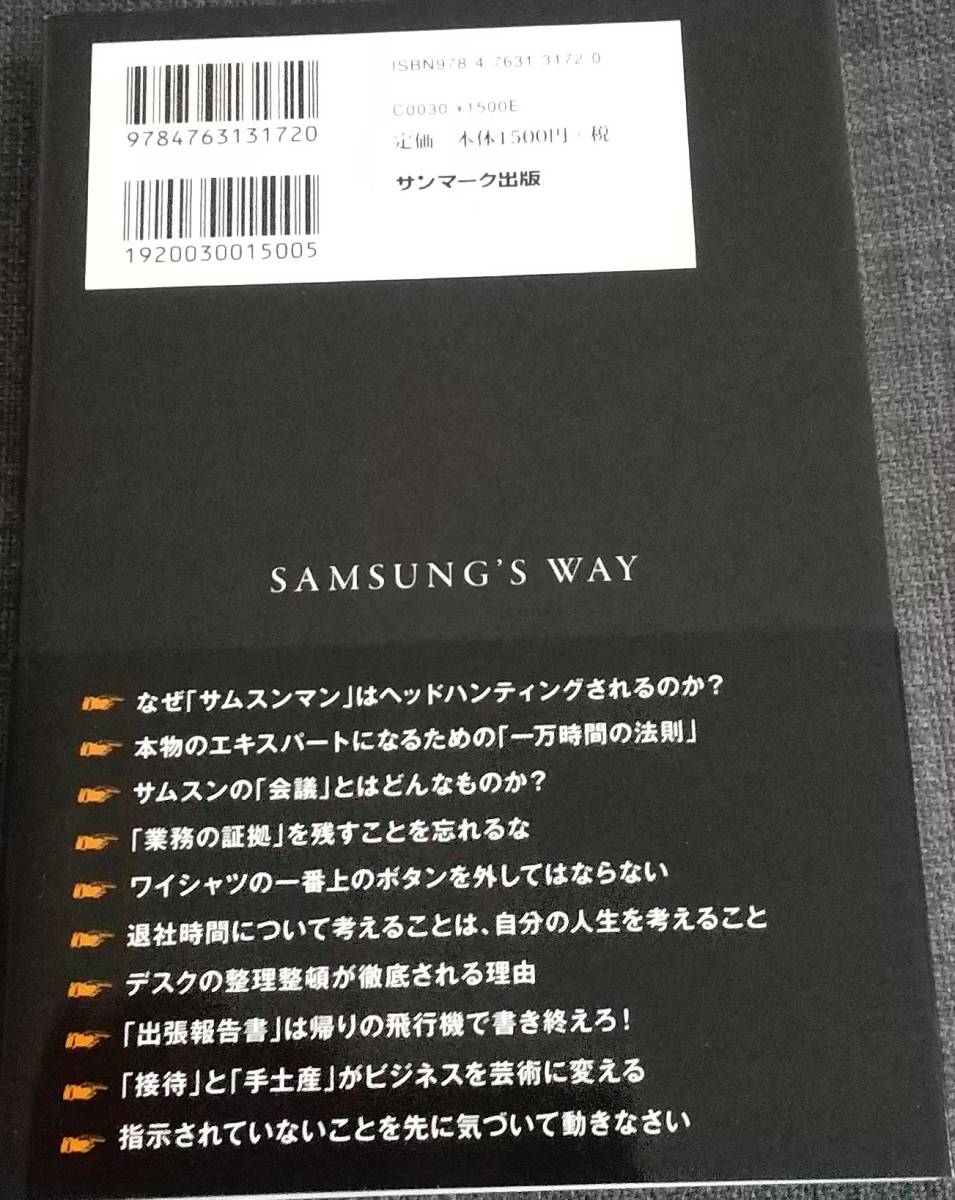 ISBN978-4-7631-3172-0
9784763131720
C0030 ¥1500E
定価 本体1500円+税
サンマーク出版
1920030015005
SAMSUNG'S WAY
なぜ「サムスンマン」はヘッドハンティングされるのか?
本物のエキスパートになるための「一万時間の法則」
サムスンの「会議」とはどんなものか?
「業務の証拠」を残すことを忘れるな
ワイシャツの一番上のボタンを外してはならない
退社時間について考えることは、自分の人生を考えること
デスクの整理整頓が徹底される理由
「出張報告書」は帰りの飛行機で書き終えろ!
「接待」と「手土産」がビジネスを芸術に変える
指示されていないことを先に気づいて動きなさい